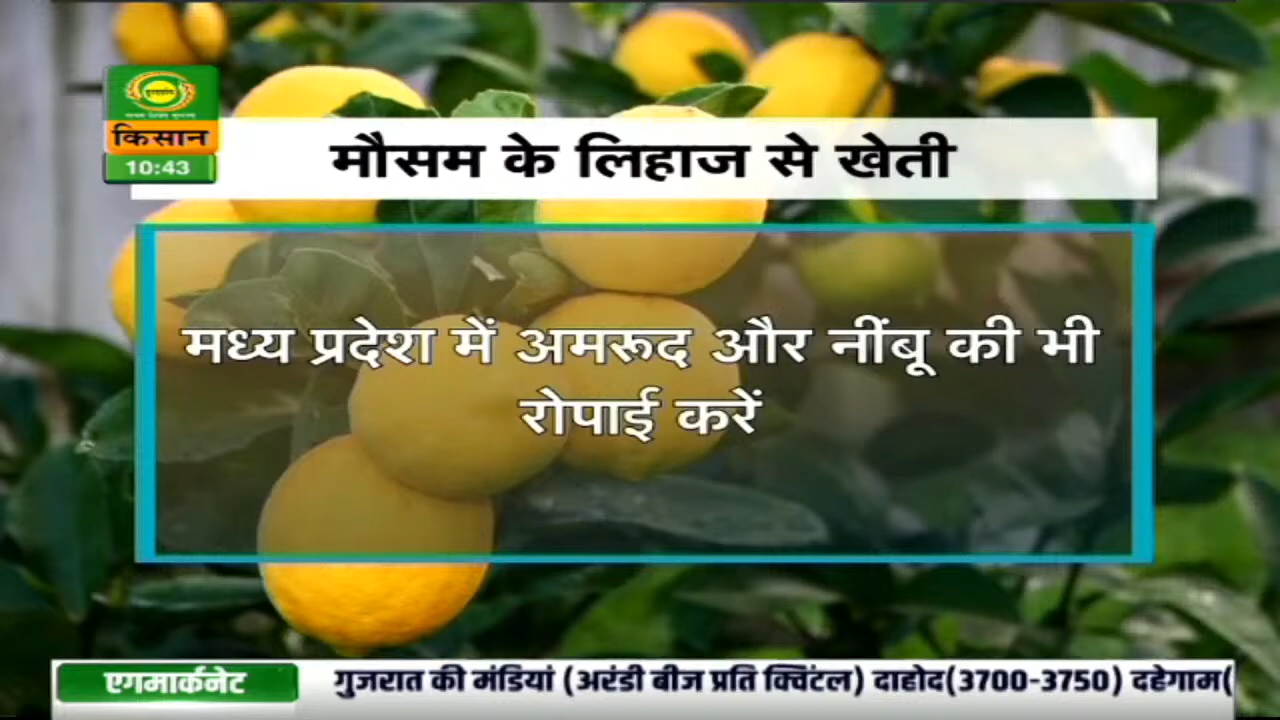 किसान
10:43
मौसम के लिहाज से खेती
मध्य प्रदेश में अमरूद और नींबू की भी
रोपाई करें
एगमार्कनेट
गुजरात की मंडियां (अरंडी बीज प्रति क्विंटल) दाहोद(3700-3750) दहेगाम(